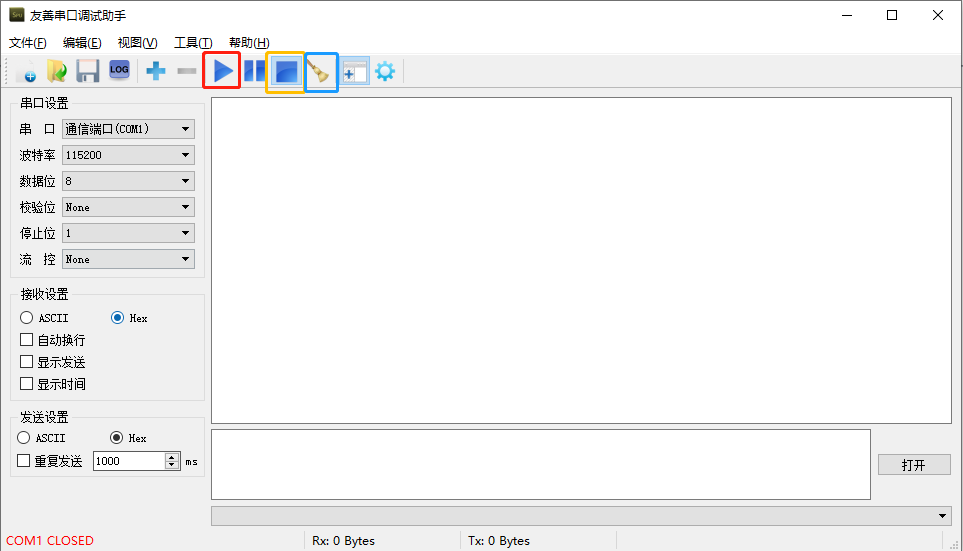 友善串口调试助手
文件(F) 编辑(E) 视图(V) 工具(T) 帮助(H)
LOG
串口设置
串 口 通信端口(COM1)
波特率 115200
数据位 8
校验位 None
停止位 1
流 控 None
接收设置
ASCII Hex
自动换行
显示发送
显示时间
发送设置
ASCII Hex
重复发送 1000 ms
打开
COM1 CLOSED Rx: 0 Bytes Tx: 0 Bytes